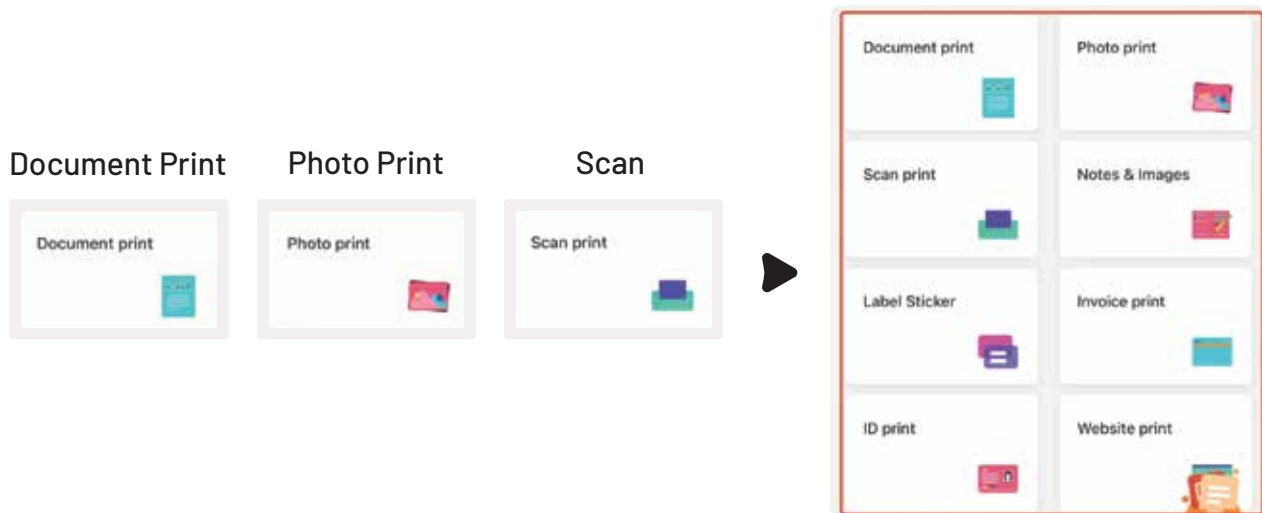 Document Print
Photo Print
Scan
Document print
Photo print
Scan print
Document print
Photo print
Scan print
Notes & Images
Label Sticker
Invoice print
ID print
Website print